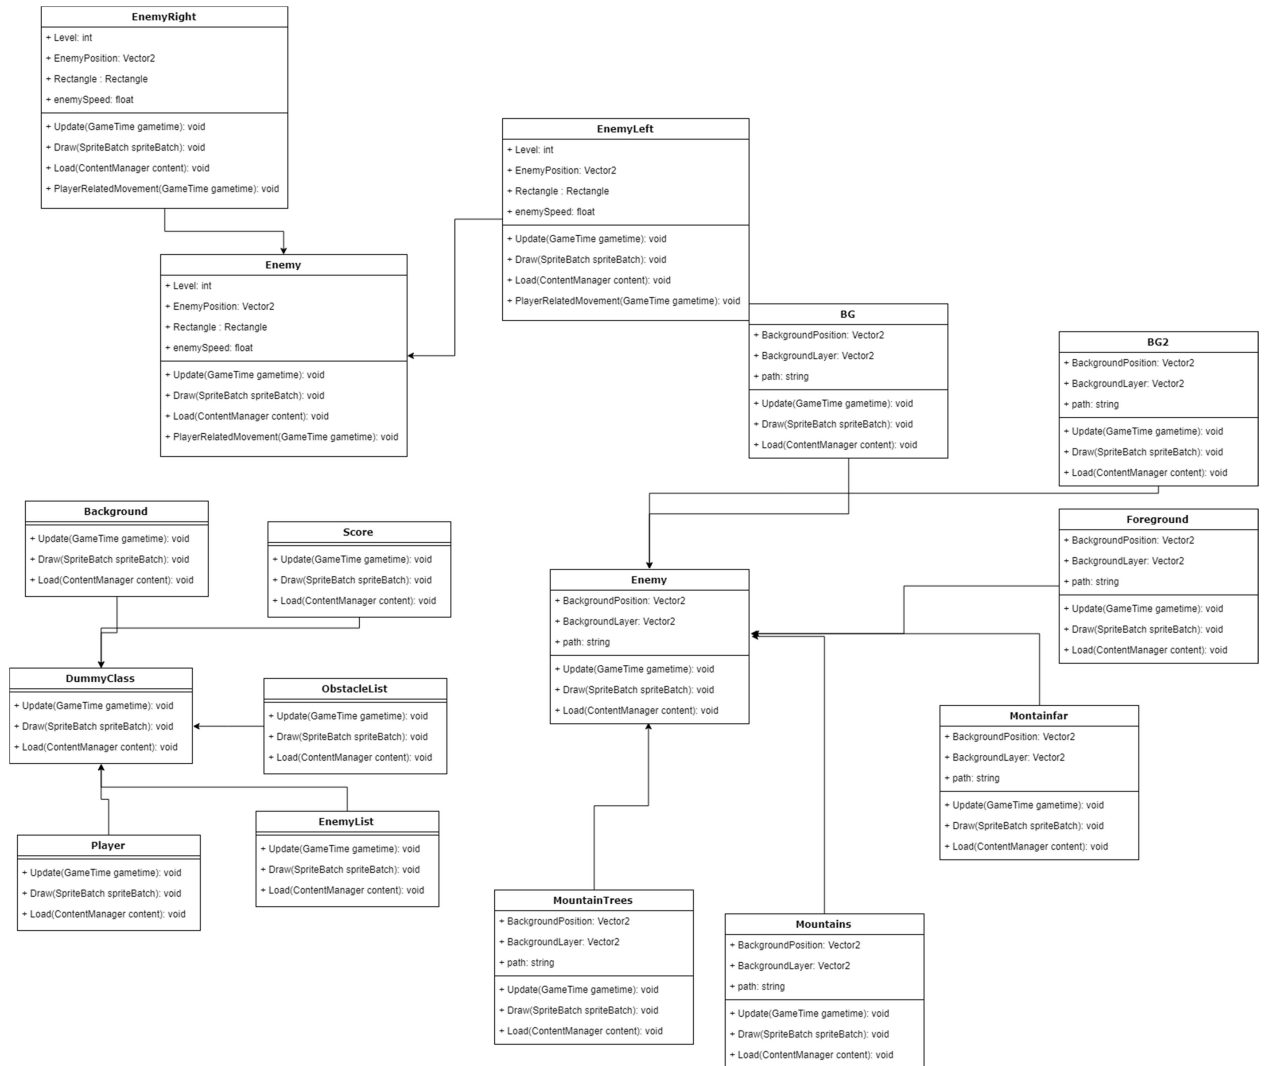 EnemyRight
+ Level: int
+ EnemyPosition: Vector2
+ Rectangle : Rectangle
+ enemySpeed: float
+ Update(GameTime gametime): void
+ Draw(SpriteBatch spriteBatch): void
+ Load(ContentManager content): void
+ PlayerRelatedMovement(GameTime gametime): void
EnemyLeft
+ Level: int
+ EnemyPosition: Vector2
+ Rectangle : Rectangle
+ enemySpeed: float
+ Update(GameTime gametime): void
+ Draw(SpriteBatch spriteBatch): void
+ Load(ContentManager content): void
+ PlayerRelatedMovement(GameTime gametime): void
Enemy
+ Level: int
+ EnemyPosition: Vector2
+ Rectangle : Rectangle
+ enemySpeed: float
+ Update(GameTime gametime): void
+ Draw(SpriteBatch spriteBatch): void
+ Load(ContentManager content): void
+ PlayerRelatedMovement(GameTime gametime): void
BG
+ BackgroundPosition: Vector2
+ BackgroundLayer: Vector2
+ path: string
+ Update(GameTime gametime): void
+ Draw(SpriteBatch spriteBatch): void
+ Load(ContentManager content): void
BG2
+ BackgroundPosition: Vector2
+ BackgroundLayer: Vector2
+ path: string
+ Update(GameTime gametime): void
+ Draw(SpriteBatch spriteBatch): void
+ Load(ContentManager content): void
Background
+ Update(GameTime gametime): void
+ Draw(SpriteBatch spriteBatch): void
+ Load(ContentManager content): void
Score
+ Update(GameTime gametime): void
+ Draw(SpriteBatch spriteBatch): void
+ Load(ContentManager content): void
Foreground
+ BackgroundPosition: Vector2
+ BackgroundLayer: Vector2
+ path: string
+ Update(GameTime gametime): void
+ Draw(SpriteBatch spriteBatch): void
+ Load(ContentManager content): void
Enemy
+ BackgroundPosition: Vector2
+ BackgroundLayer: Vector2
+ path: string
+ Update(GameTime gametime): void
+ Draw(SpriteBatch spriteBatch): void
+ Load(ContentManager content): void
DummyClass
+ Update(GameTime gametime): void
+ Draw(SpriteBatch spriteBatch): void
+ Load(ContentManager content): void
ObstacleList
+ Update(GameTime gametime): void
+ Draw(SpriteBatch spriteBatch): void
+ Load(ContentManager content): void
Montainfar
+ BackgroundPosition: Vector2
+ BackgroundLayer: Vector2
+ path: string
+ Update(GameTime gametime): void
+ Draw(SpriteBatch spriteBatch): void
+ Load(ContentManager content): void
EnemyList
+ Update(GameTime gametime): void
+ Draw(SpriteBatch spriteBatch): void
+ Load(ContentManager content): void
Player
+ Update(GameTime gametime): void
+ Draw(SpriteBatch spriteBatch): void
+ Load(ContentManager content): void
MountainTrees
+ BackgroundPosition: Vector2
+ BackgroundLayer: Vector2
+ path: string
+ Update(GameTime gametime): void
+ Draw(SpriteBatch spriteBatch): void
+ Load(ContentManager content): void
Mountains
+ BackgroundPosition: Vector2
+ BackgroundLayer: Vector2
+ path: string
+ Update(GameTime gametime): void
+ Draw(SpriteBatch spriteBatch): void
+ Load(ContentManager content): void